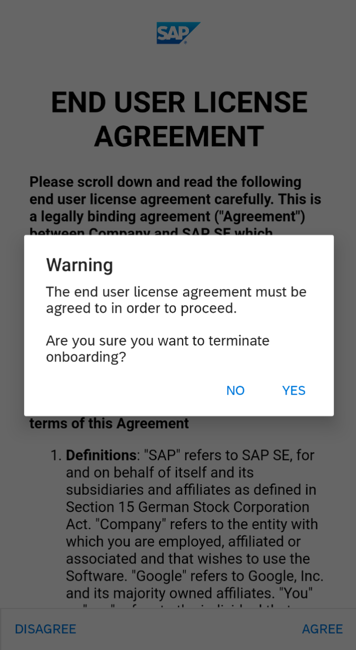 SAP
END USER LICENSE
AGREEMENT
Please scroll down and read the following
end user license agreement carefully. This is
a legally binding agreement ("Agreement")
between Company and SAP SE which
Warning
The end user license agreement must be
agreed to in order to proceed.
Are you sure you want to terminate
onboarding?
NO YES
terms of this Agreement
1. Definitions: "SAP" refers to SAP SE, for
and on behalf of itself and its
subsidiaries and affiliates as defined in
Section 15 German Stock Corporation
Act. "Company" refers to the entity with
which you are employed, affiliated or
associated and that wishes to use the
Software. "Google" refers to Google, Inc.
and its majority owned affiliates. "You"
DISAGREE AGREE